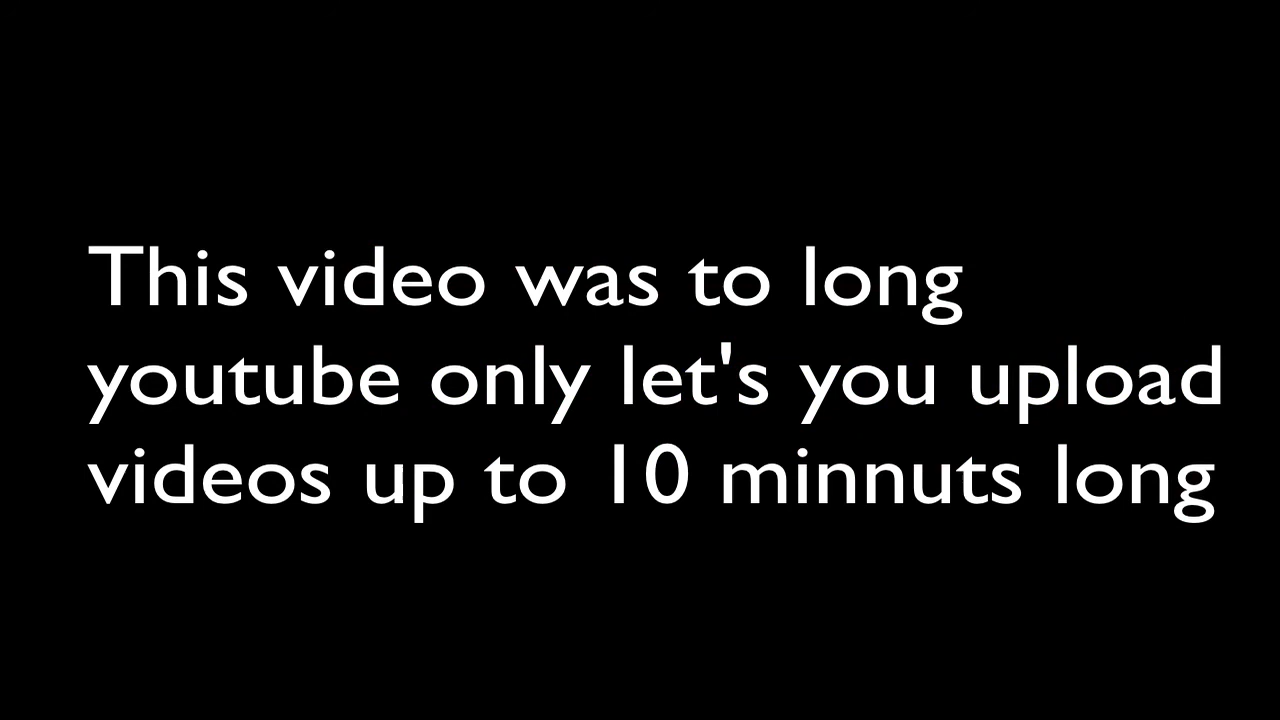 This video was to long
youtube only let's you upload
videos up to 10 minnuts long